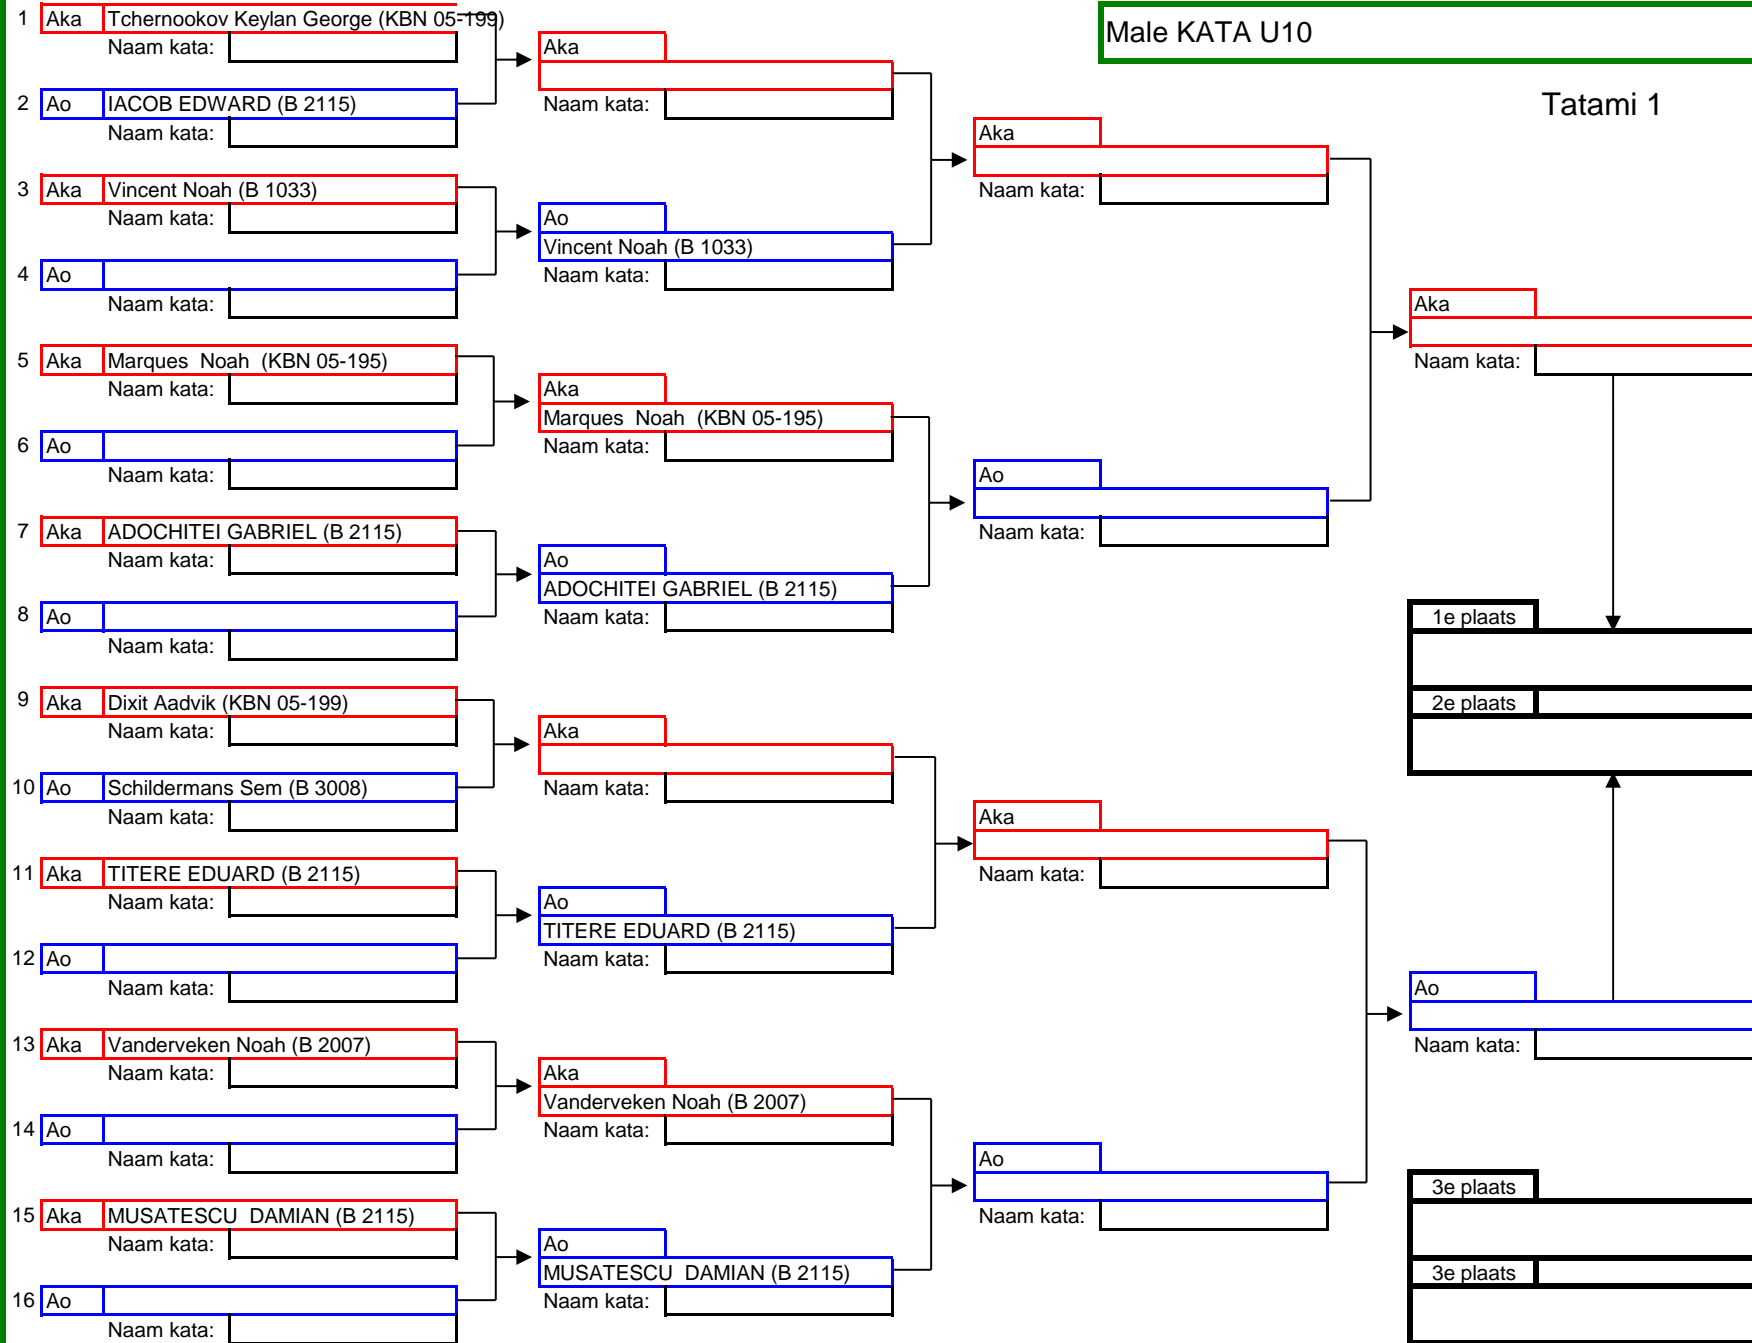 Male KATA U10
Tatami 1
1 Aka Tchernookov Keylan George (KBN 05-199)
Naam kata:
2 Ao IACOB EDWARD (B 2115)
Naam kata:
3 Aka Vincent Noah (B 1033)
Naam kata:
4 Ao
Naam kata:
5 Aka Marques  Noah  (KBN 05-195)
Naam kata:
6 Ao
Naam kata:
7 Aka ADOCHITEI GABRIEL (B 2115)
Naam kata:
8 Ao
Naam kata:
9 Aka Dixit Aadvik (KBN 05-199)
Naam kata:
10 Ao Schildermans Sem (B 3008)
Naam kata:
11 Aka TITERE EDUARD (B 2115)
Naam kata:
12 Ao
Naam kata:
13 Aka Vanderveken Noah (B 2007)
Naam kata:
14 Ao
Naam kata:
15 Aka MUSATESCU  DAMIAN (B 2115)
Naam kata:
16 Ao
Naam kata:
Aka
Naam kata:
Ao
Vincent Noah (B 1033)
Naam kata:
Aka
Marques  Noah  (KBN 05-195)
Naam kata:
Ao
ADOCHITEI GABRIEL (B 2115)
Naam kata:
Aka
Naam kata:
Ao
TITERE EDUARD (B 2115)
Naam kata:
Aka
Vanderveken Noah (B 2007)
Naam kata:
Ao
MUSATESCU  DAMIAN (B 2115)
Naam kata:
Aka
Naam kata:
Ao
Naam kata:
Aka
Naam kata:
Ao
Naam kata:
Aka
Naam kata:
1e plaats
2e plaats
Ao
Naam kata:
3e plaats
3e plaats